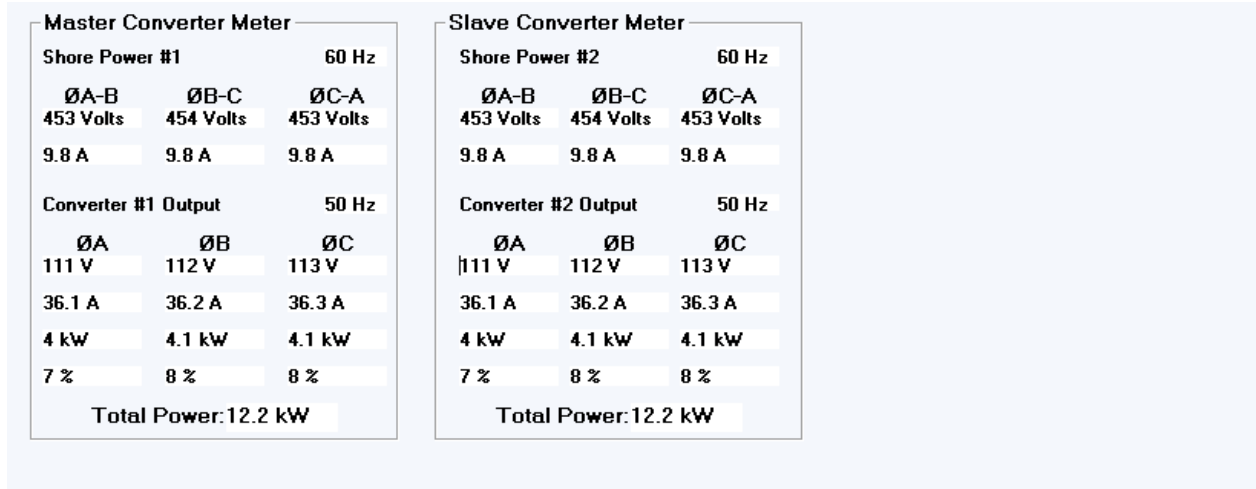 Master Converter Meter
Shore Power #1 60 Hz
ØA-B ØB-C ØC-A
453 Volts 454 Volts 453 Volts
9.8 A 9.8 A 9.8 A
Converter #1 Output 50 Hz
ØA ØB ØC
111 V 112 V 113 V
36.1 A 36.2 A 36.3 A
4 kW 4.1 kW 4.1 kW
7 % 8 % 8 %
Total Power: 12.2 kW
Slave Converter Meter
Shore Power #2 60 Hz
ØA-B ØB-C ØC-A
453 Volts 454 Volts 453 Volts
9.8 A 9.8 A 9.8 A
Converter #2 Output 50 Hz
ØA ØB ØC
111 V 112 V 113 V
36.1 A 36.2 A 36.3 A
4 kW 4.1 kW 4.1 kW
7 % 8 % 8 %
Total Power: 12.2 kW